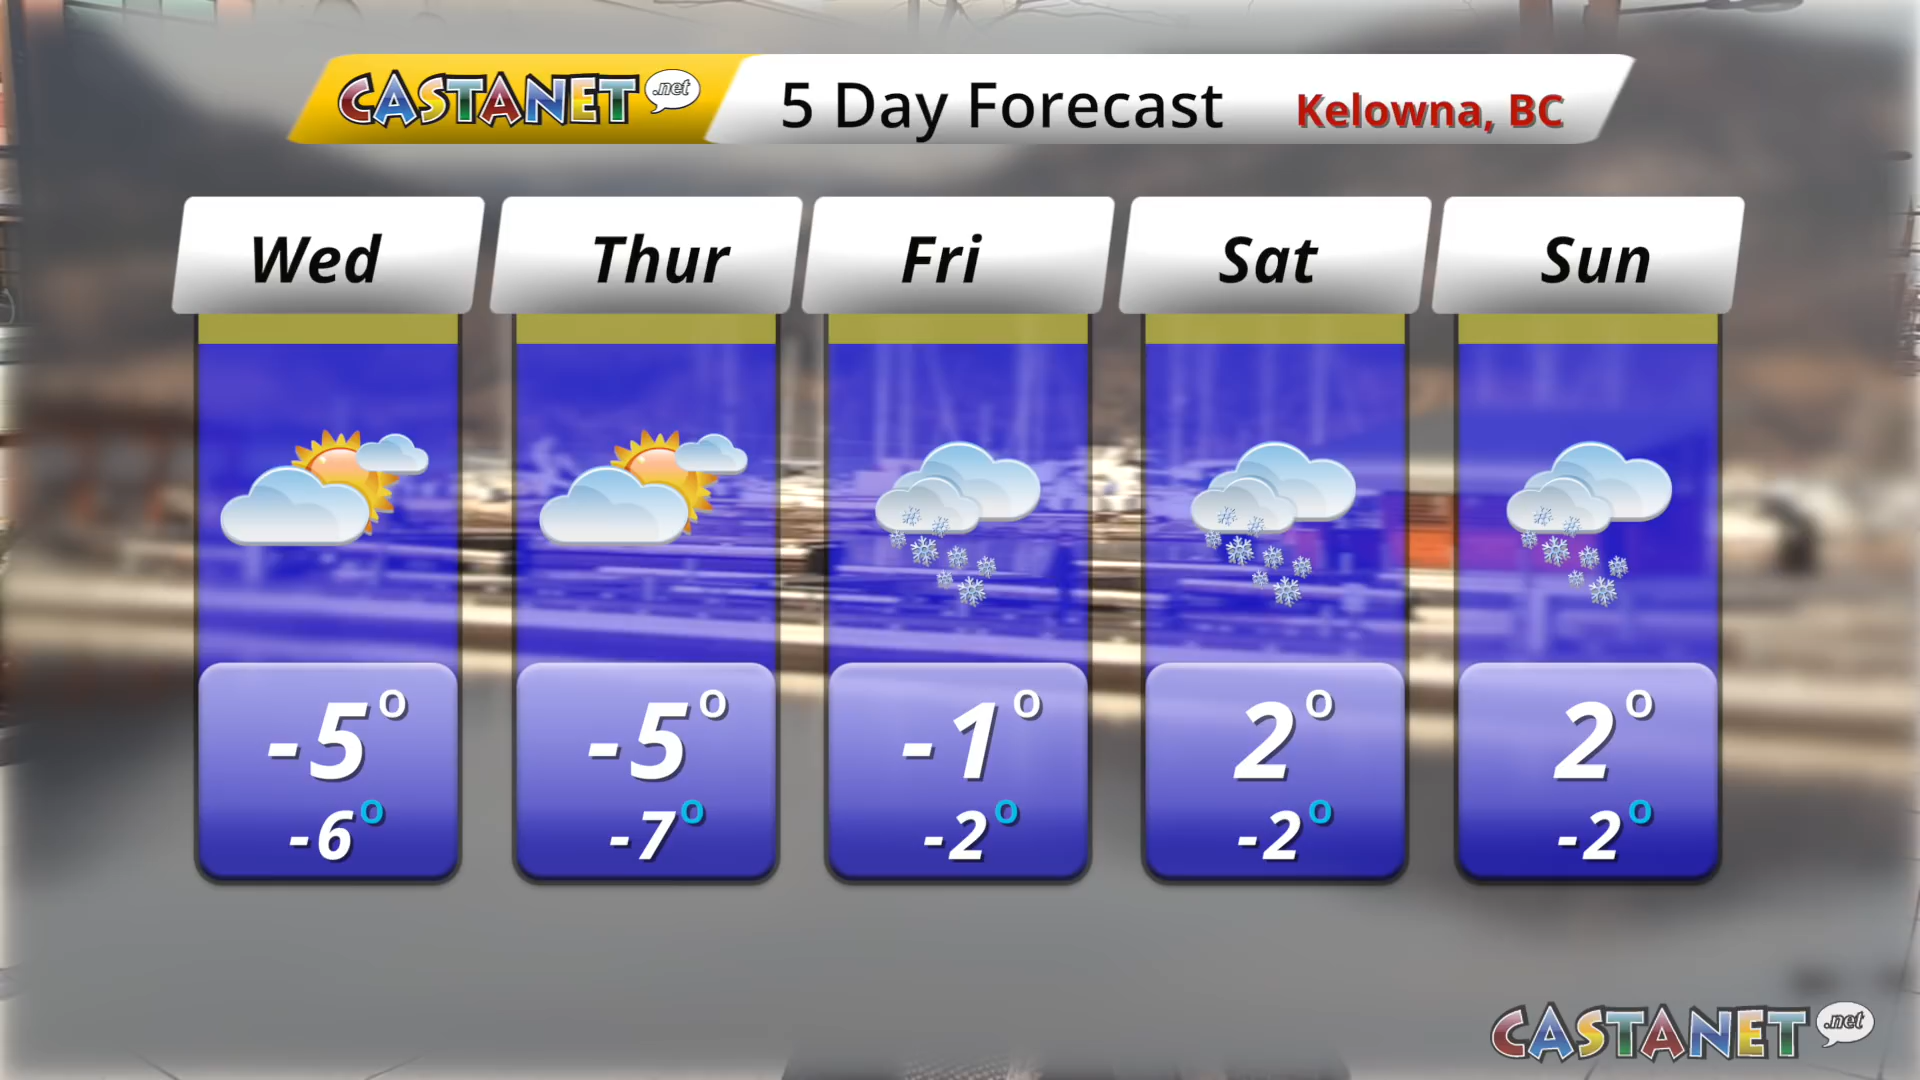 CASTANET .net 5 Day Forecast Kelowna, BC
Wed Thur Fri Sat Sun
-5° -5° -1° 2° 2°
-6° -7° -2° -2° -2°
CASTANET .net